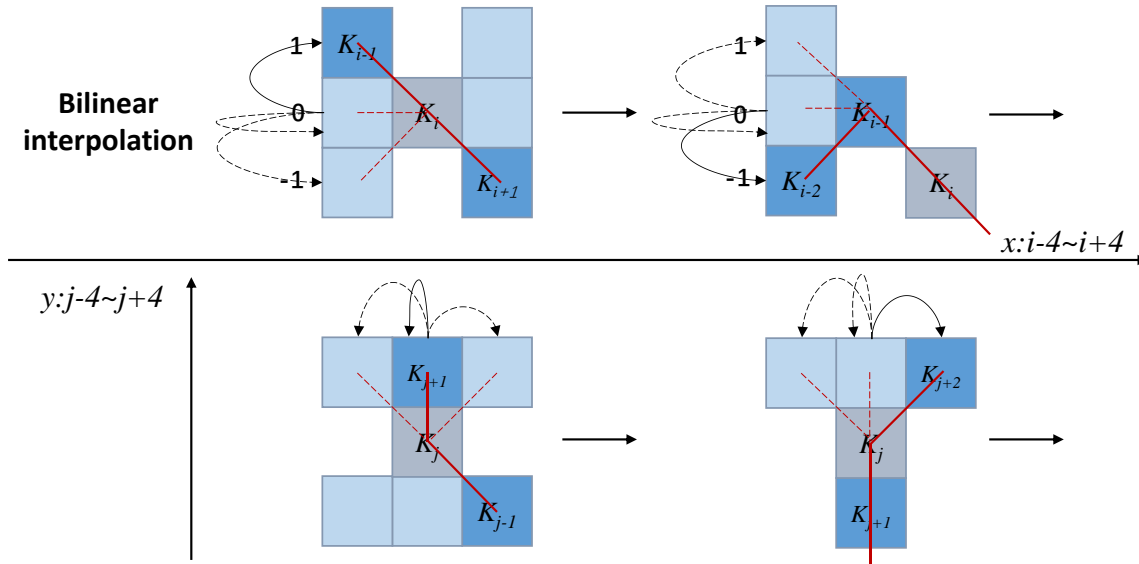 1
K_{i-1}
Bilinear
interpolation
0
K_i
-1
K_{i+1}
1
0
K_{i-1}
-1
K_{i-2}
K_i
x:i-4~i+4
y:j-4~j+4
K_{j+1}
K_j
K_{j-1}
K_{j+2}
K_j
K_{j+1}